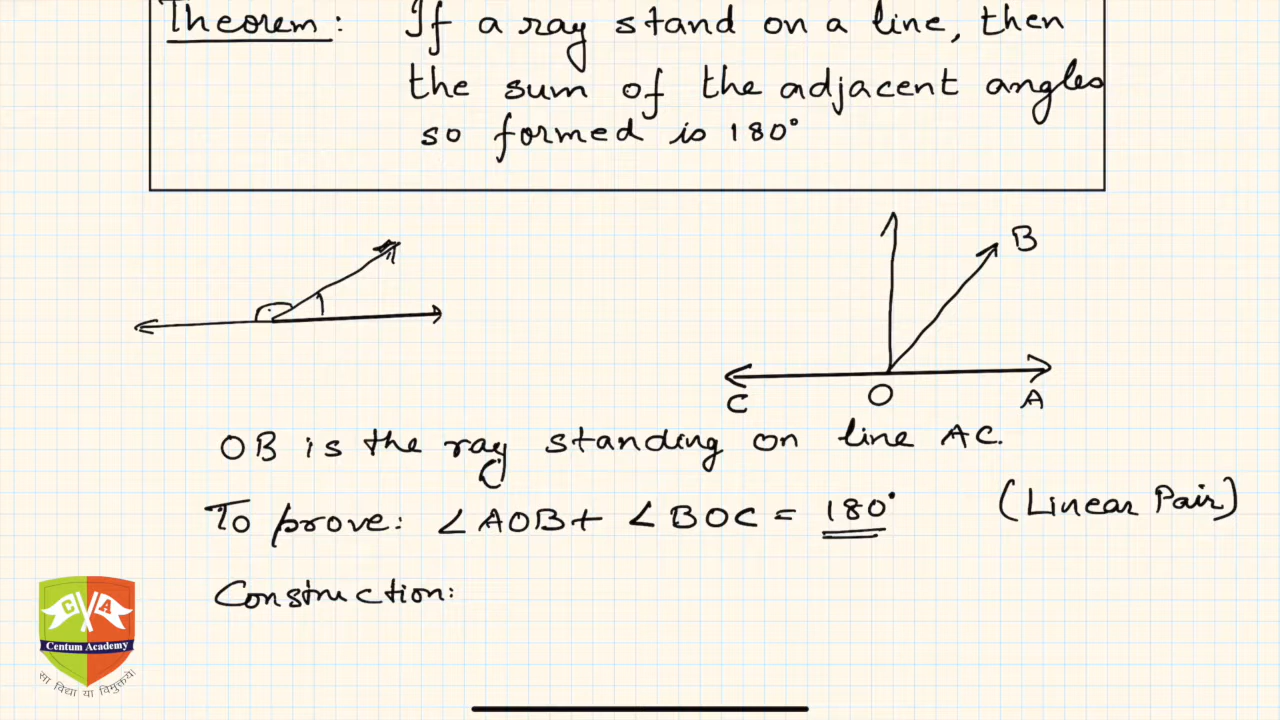 Theorem: If a ray stand on a line, then
the sum of the adjacent angles
so formed is 180°
B
C O A
OB is the ray standing on line AC.
To prove: ∠AOB + ∠BOC = 180° (Linear Pair)
Construction:
C A
Centum Academy
सा विद्या या विमुक्तये।